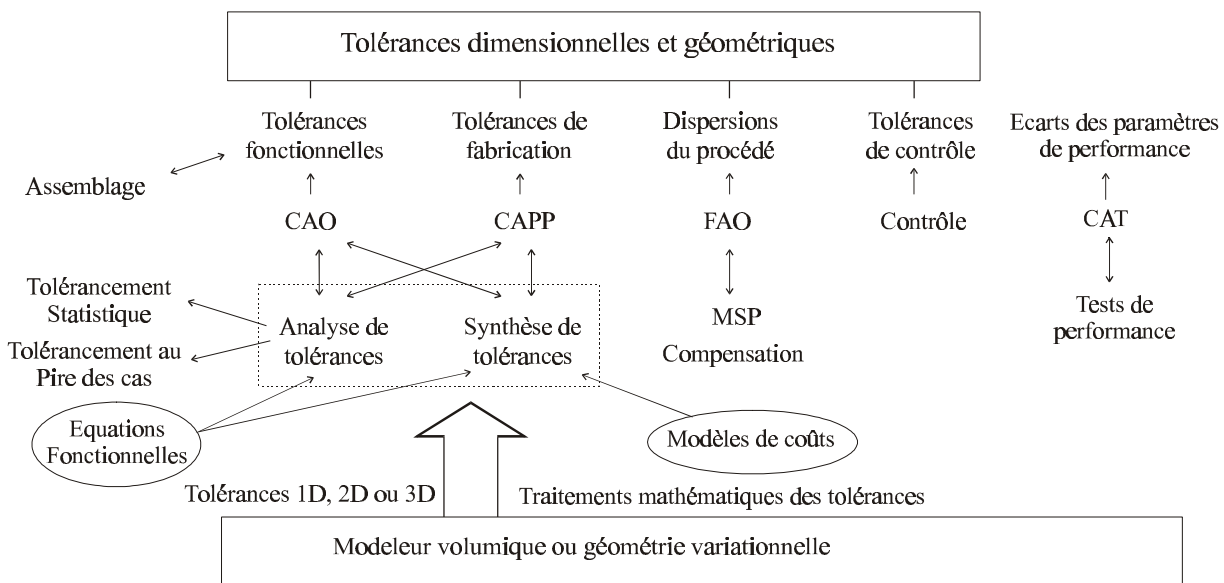 Tolérances dimensionnelles et géométriques
Tolérances
fonctionnelles
Tolérances de
fabrication
Dispersions
du procédé
Tolérances
de contrôle
Ecarts des paramètres
de performance
Assemblage
CAO
CAPP
FAO
Contrôle
CAT
Tolérancement
Statistique
Analyse de
tolérances
Synthèse de
tolérances
MSP
Compensation
Tests de
performance
Tolérancement au
Pire des cas
Equations
Fonctionnelles
Modèles de coûts
Tolérances 1D, 2D ou 3D
Traitements mathématiques des tolérances
Modeleur volumique ou géométrie variationnelle